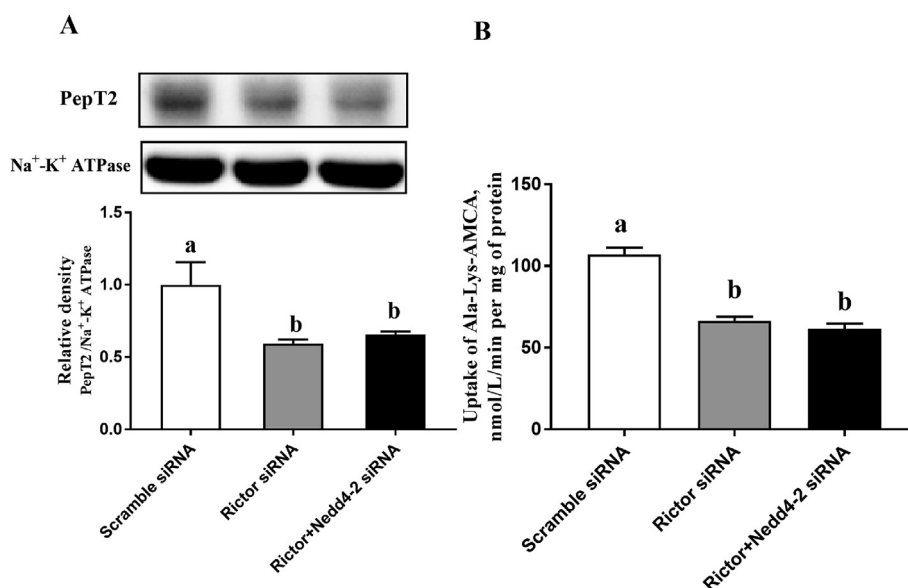 A
PepT2
Na⁺-K⁺ ATPase
Relative density
PepT2 /Na⁺-K⁺ ATPase
1.5
1.0
0.5
0.0
a
b
b
Scramble siRNA
Rictor siRNA
Rictor+Nedd4-2 siRNA
B
Uptake of Ala-Lys-AMCA,
nmol/L/min per mg of protein
150
100
50
0
a
b
b
Scramble siRNA
Rictor siRNA
Rictor+Nedd4-2 siRNA